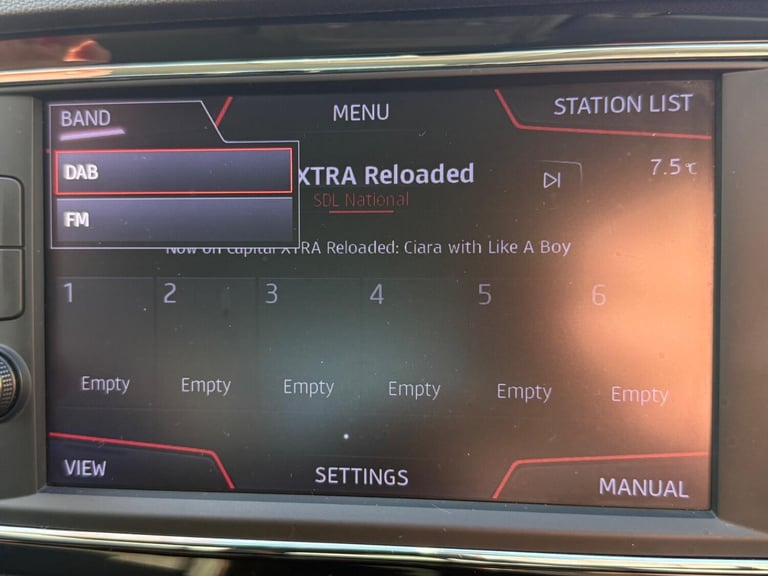 BAND
MENU
STATION LIST
DAB
XTRA Reloaded
7.5°C
SDL National
FM
Now on Capital XTRA Reloaded: Ciara with Like A Boy
1 2 3 4 5 6
Empty Empty Empty Empty Empty Empty
VIEW
SETTINGS
MANUAL